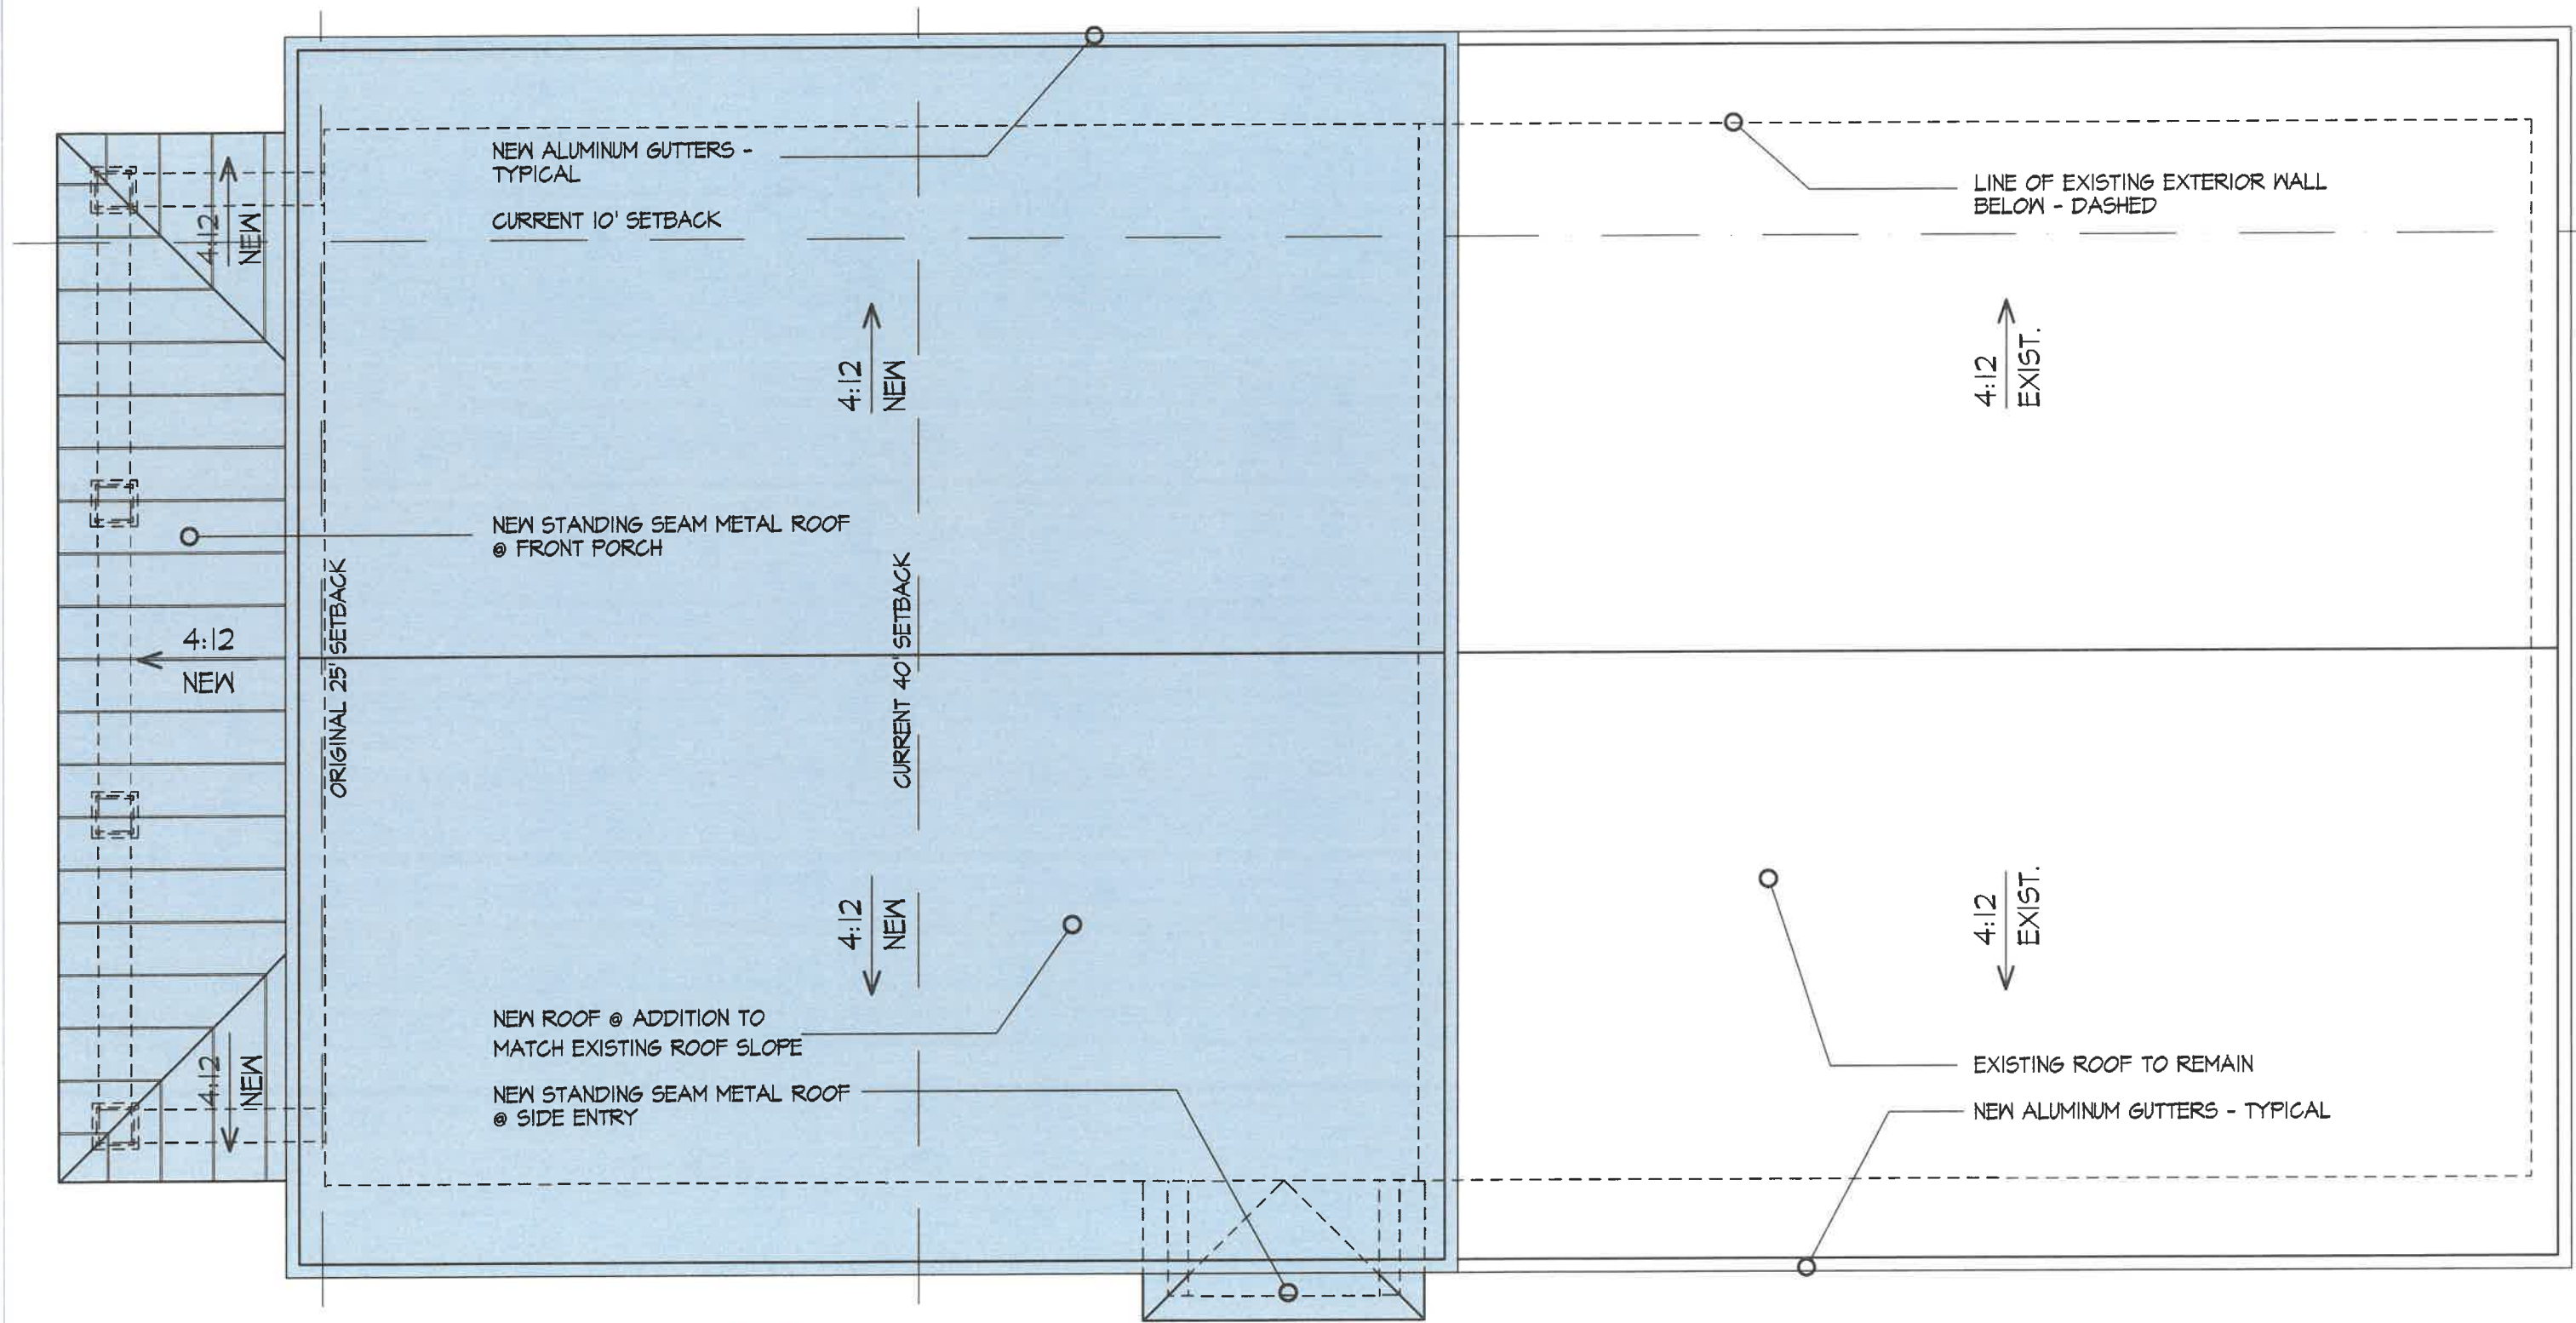 NEW ALUMINUM GUTTERS -
TYPICAL
CURRENT 10' SETBACK
LINE OF EXISTING EXTERIOR WALL
BELOW - DASHED
4:12
NEW
4:12
NEW
4:12
EXIST.
NEW STANDING SEAM METAL ROOF
@ FRONT PORCH
4:12
NEW
ORIGINAL 25' SETBACK
CURRENT 40' SETBACK
4:12
NEW
4:12
EXIST.
NEW ROOF @ ADDITION TO
MATCH EXISTING ROOF SLOPE
4:12
NEW
NEW STANDING SEAM METAL ROOF
@ SIDE ENTRY
EXISTING ROOF TO REMAIN
NEW ALUMINUM GUTTERS - TYPICAL